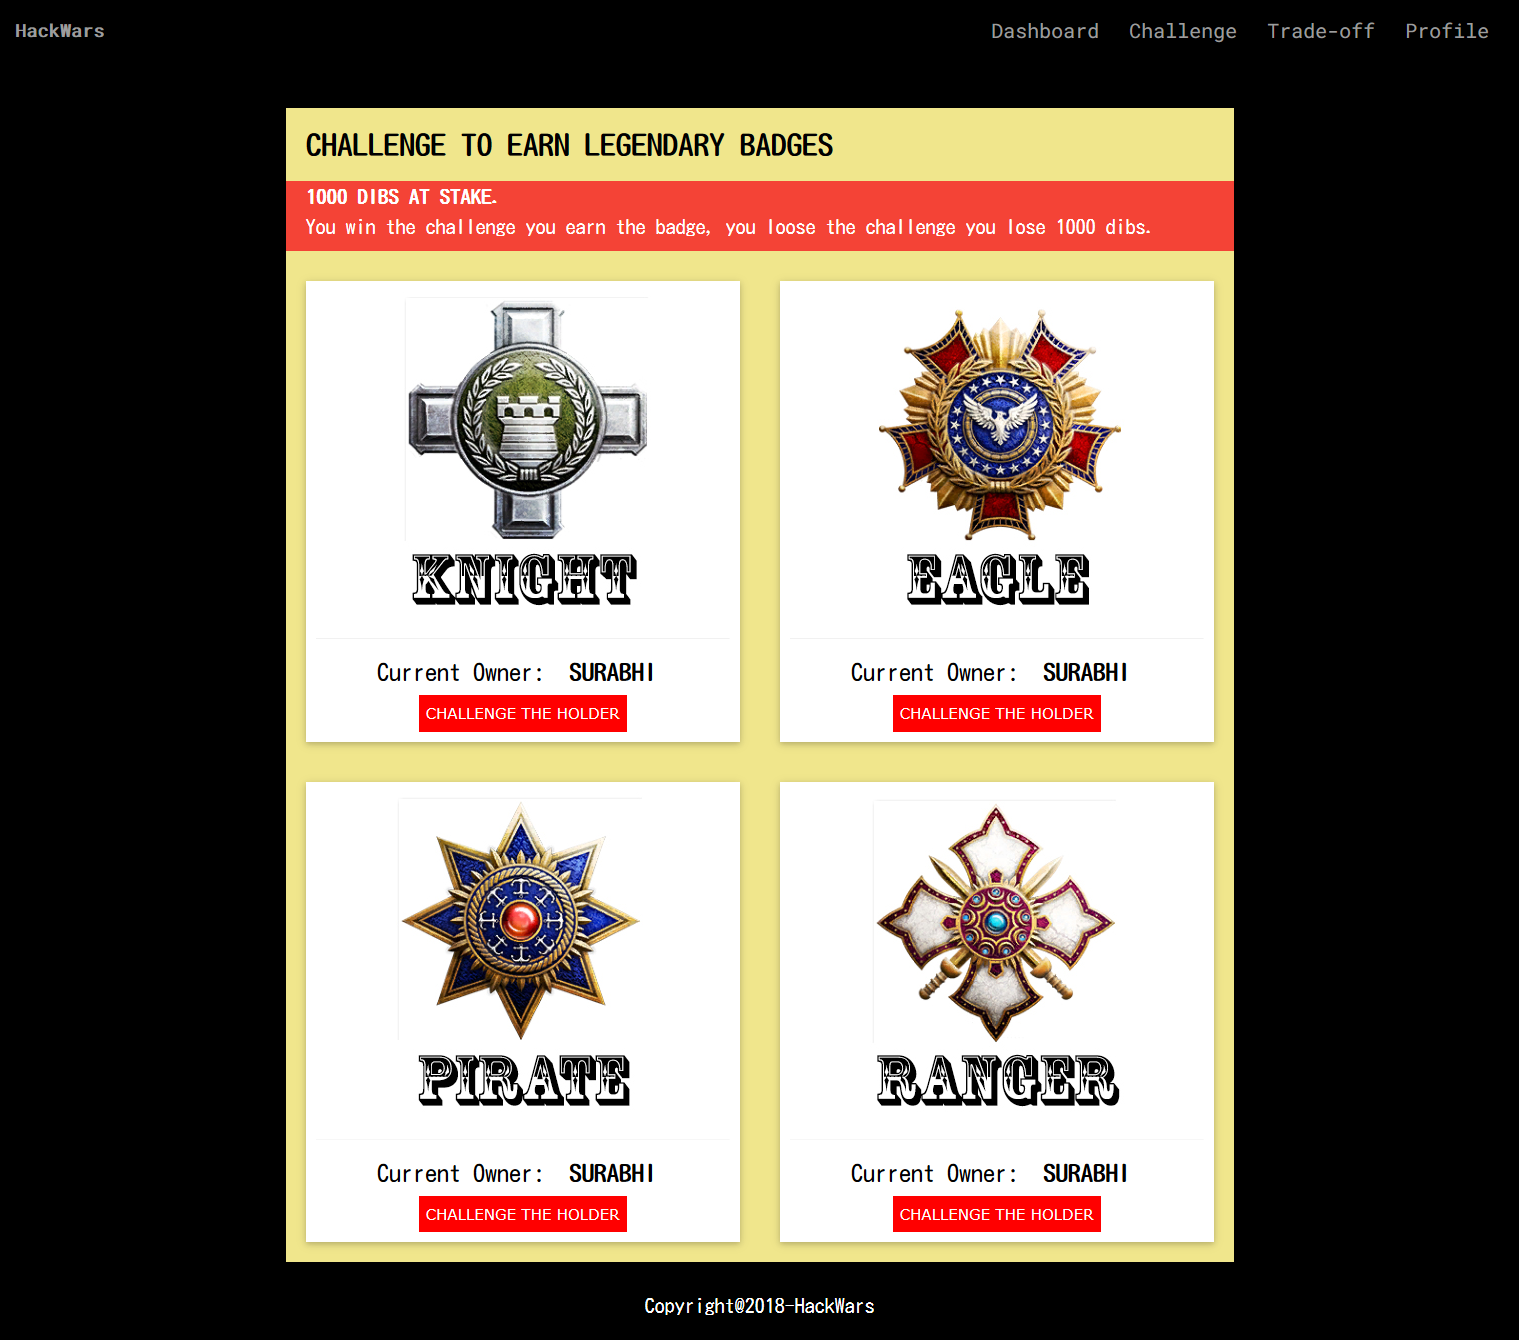 HackWars
Dashboard Challenge Trade-off Profile
CHALLENGE TO EARN LEGENDARY BADGES
1000 DIBS AT STAKE.
You win the challenge you earn the badge, you loose the challenge you lose 1000 dibs.
KNIGHT
Current Owner: SURABHI
CHALLENGE THE HOLDER
EAGLE
Current Owner: SURABHI
CHALLENGE THE HOLDER
PIRATE
Current Owner: SURABHI
CHALLENGE THE HOLDER
RANGER
Current Owner: SURABHI
CHALLENGE THE HOLDER
Copyright@2018-HackWars